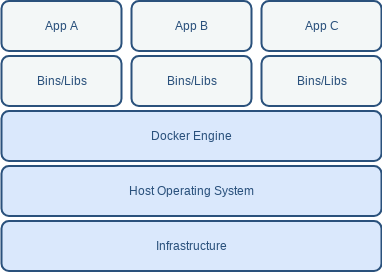 App A
App B
App C
Bins/Libs
Bins/Libs
Bins/Libs
Docker Engine
Host Operating System
Infrastructure